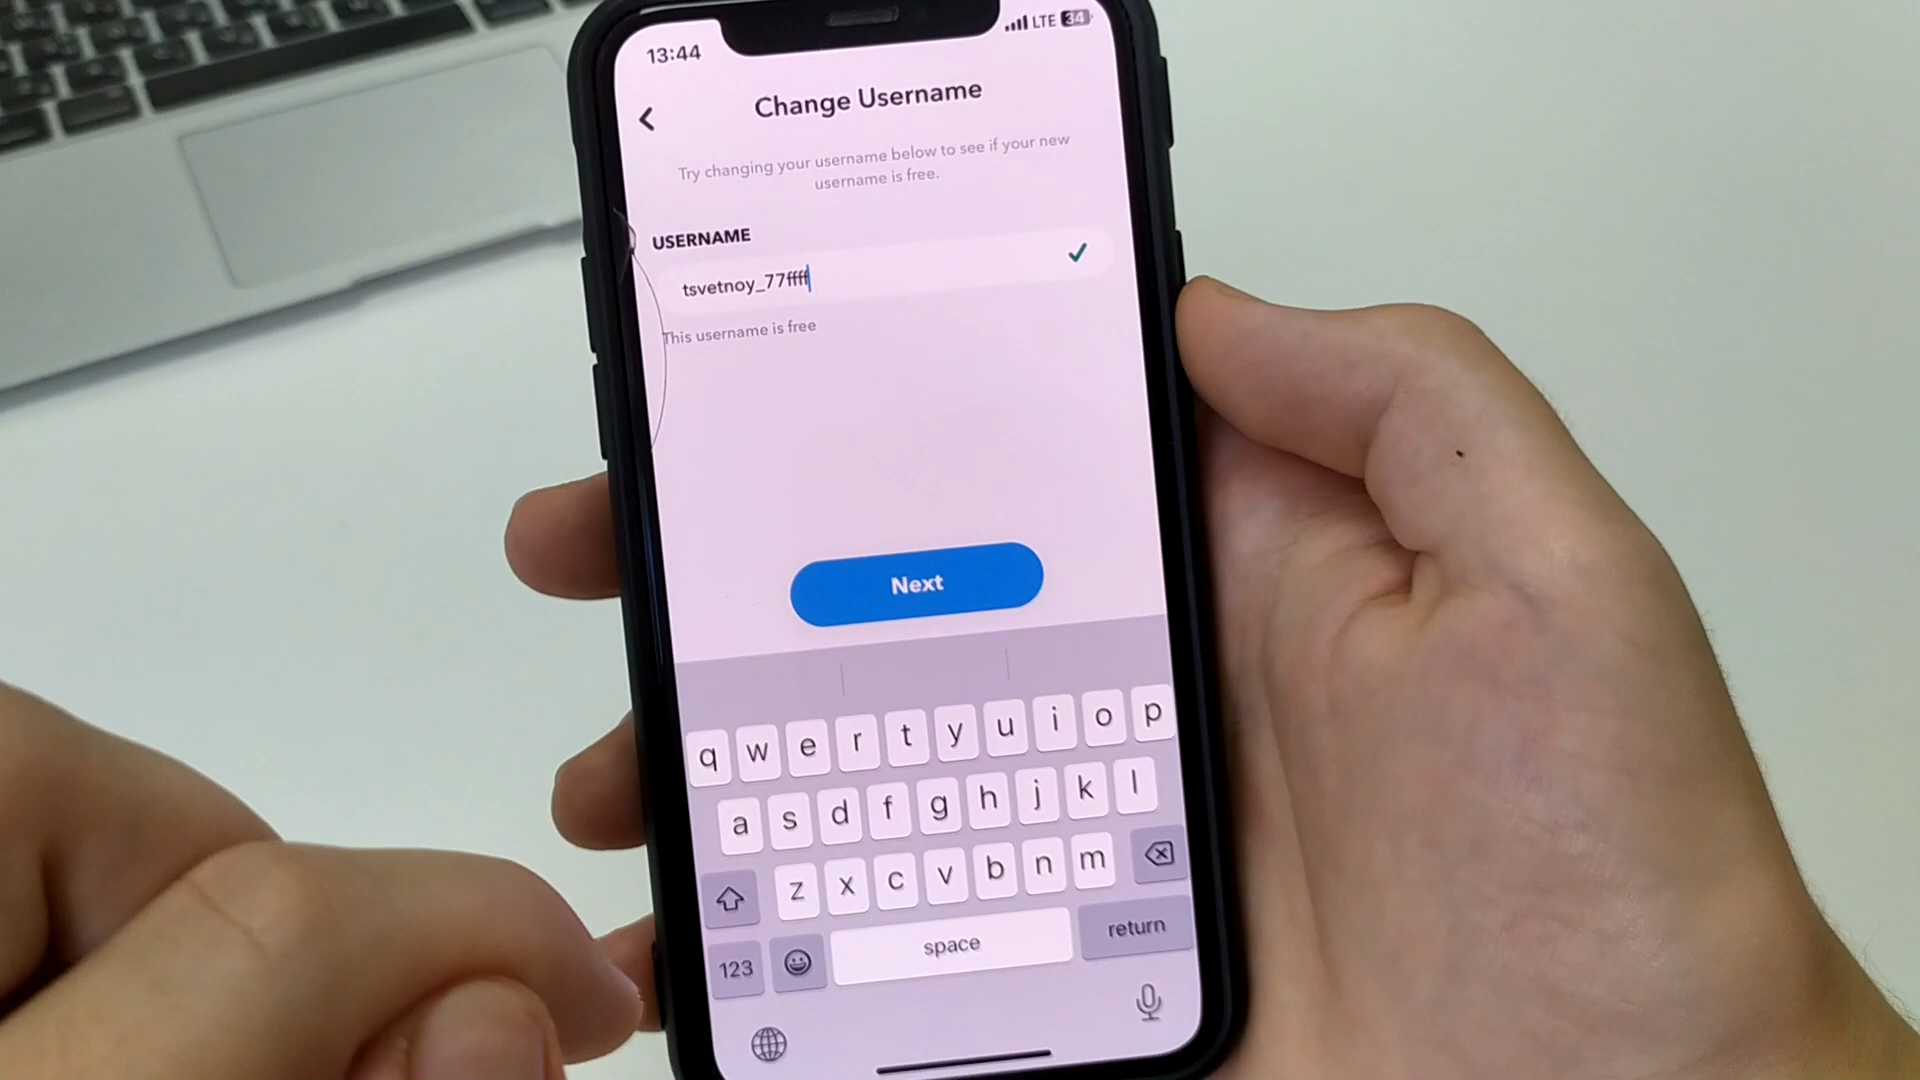 13:44
LTE 34
Change Username
Try changing your username below to see if your new
username is free.
USERNAME
tsvetnoy_77ffff
This username is free
Next
q w e r t y u i o p
a s d f g h j k l
z x c v b n m
123 space return